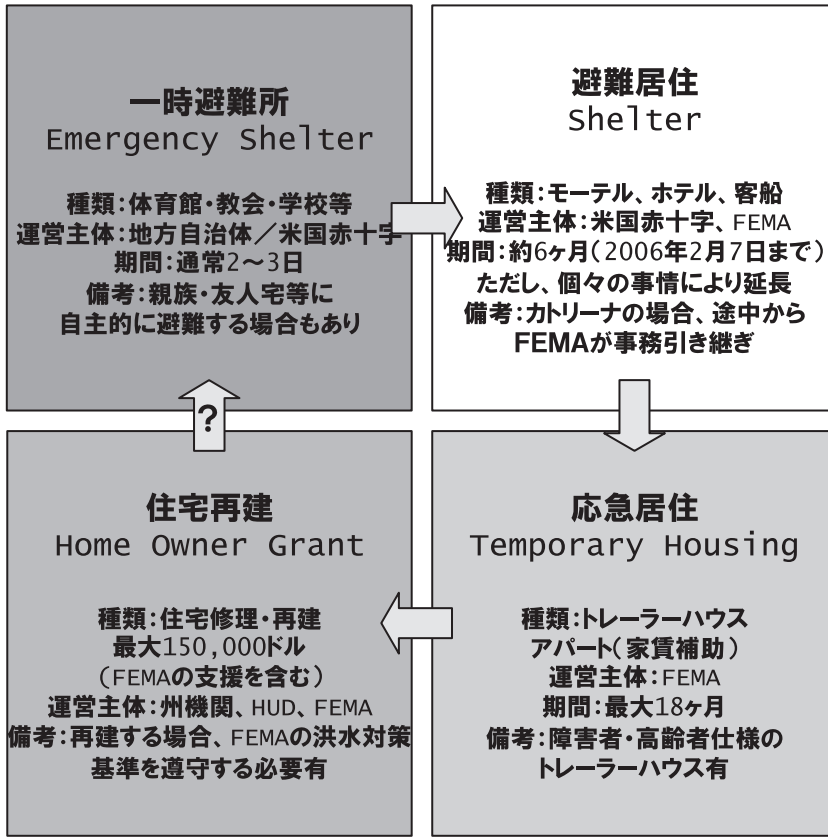 一時避難所
Emergency Shelter
種類：体育館・教会・学校等
運営主体：地方自治体／米国赤十字
期間：通常2～3日
備考：親族・友人宅等に
自主的に避難する場合もあり
避難居住
Shelter
種類：モーテル、ホテル、客船
運営主体：米国赤十字、FEMA
期間：約6ヶ月（2006年2月7日まで）
ただし、個々の事情により延長
備考：カトリーナの場合、途中から
FEMAが事務引き継ぎ
応急居住
Temporary Housing
種類：トレーラーハウス
アパート（家賃補助）
運営主体：FEMA
期間：最大18ヶ月
備考：障害者・高齢者仕様の
トレーラーハウス有
住宅再建
Home Owner Grant
種類：住宅修理・再建
最大150,000ドル
（FEMAの支援を含む）
運営主体：州機関、HUD、FEMA
備考：再建する場合、FEMAの洪水対策
基準を遵守する必要有
?